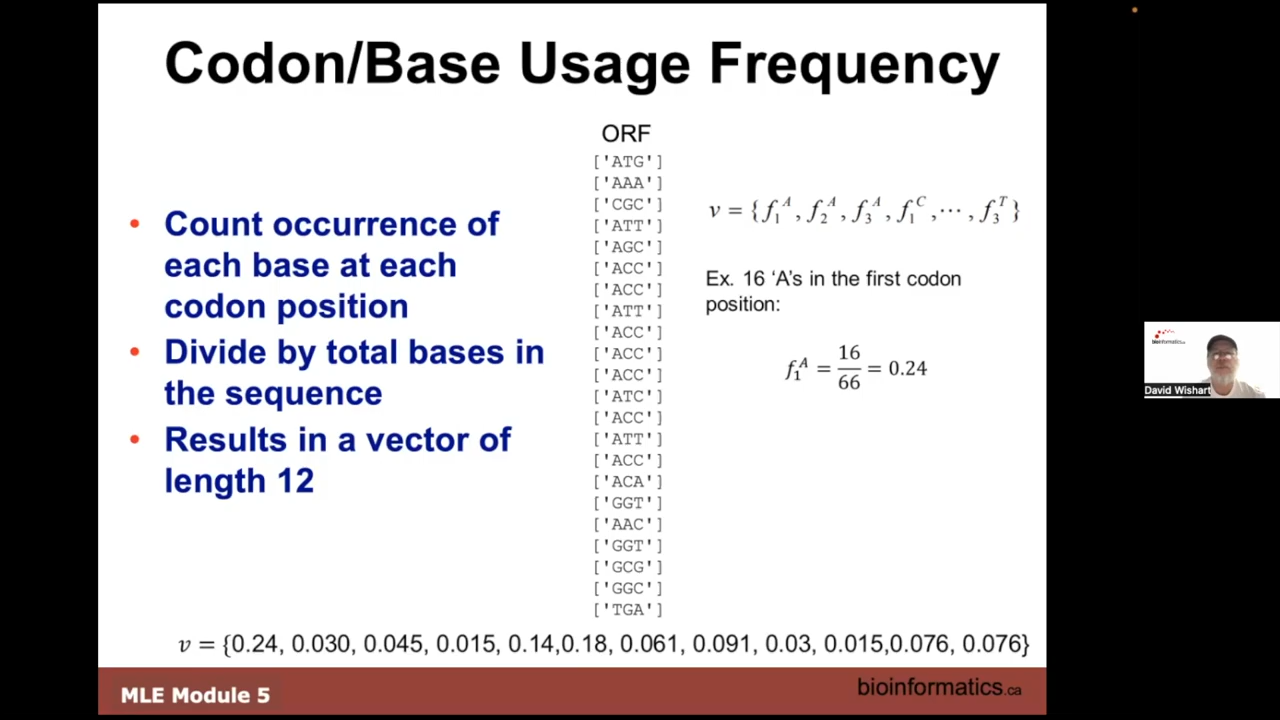 Codon/Base Usage Frequency
• Count occurrence of
each base at each
codon position
• Divide by total bases in
the sequence
• Results in a vector of
length 12
ORF
['ATG']
['AAA']
['CGC']
['ATT']
['AGC']
['ACC']
['ACC']
['ATT']
['ACC']
['ACC']
['ACC']
['ATC']
['ACC']
['ATT']
['ACC']
['ACA']
['GGT']
['AAC']
['GGT']
['GCG']
['GGC']
['TGA']
v = {f₁ᴬ, f₂ᴬ, f₃ᴬ, f₁ᶜ, ⋯, f₃ᵀ}
Ex. 16 ‘A’s in the first codon
position:
f₁ᴬ = 16/66 = 0.24
v = {0.24, 0.030, 0.045, 0.015, 0.14,0.18, 0.061, 0.091, 0.03, 0.015,0.076, 0.076}
MLE Module 5
bioinformatics.ca
bioinformatics.ca
David Wishart